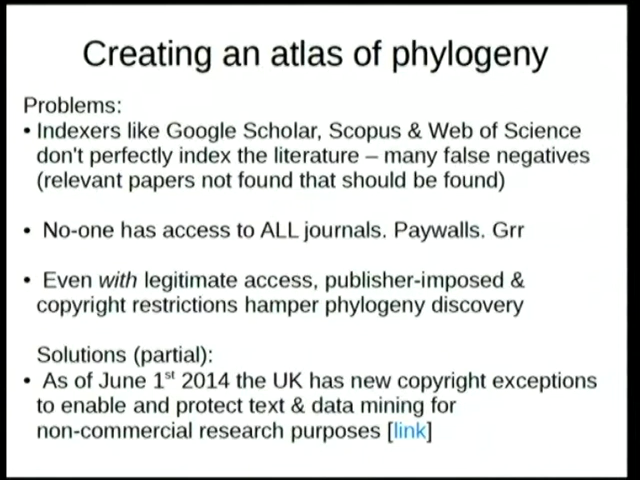 Creating an atlas of phylogeny
Problems:
• Indexers like Google Scholar, Scopus & Web of Science
don't perfectly index the literature – many false negatives
(relevant papers not found that should be found)
• No-one has access to ALL journals. Paywalls. Grr
• Even with legitimate access, publisher-imposed &
copyright restrictions hamper phylogeny discovery
Solutions (partial):
• As of June 1st 2014 the UK has new copyright exceptions
to enable and protect text & data mining for
non-commercial research purposes [link]